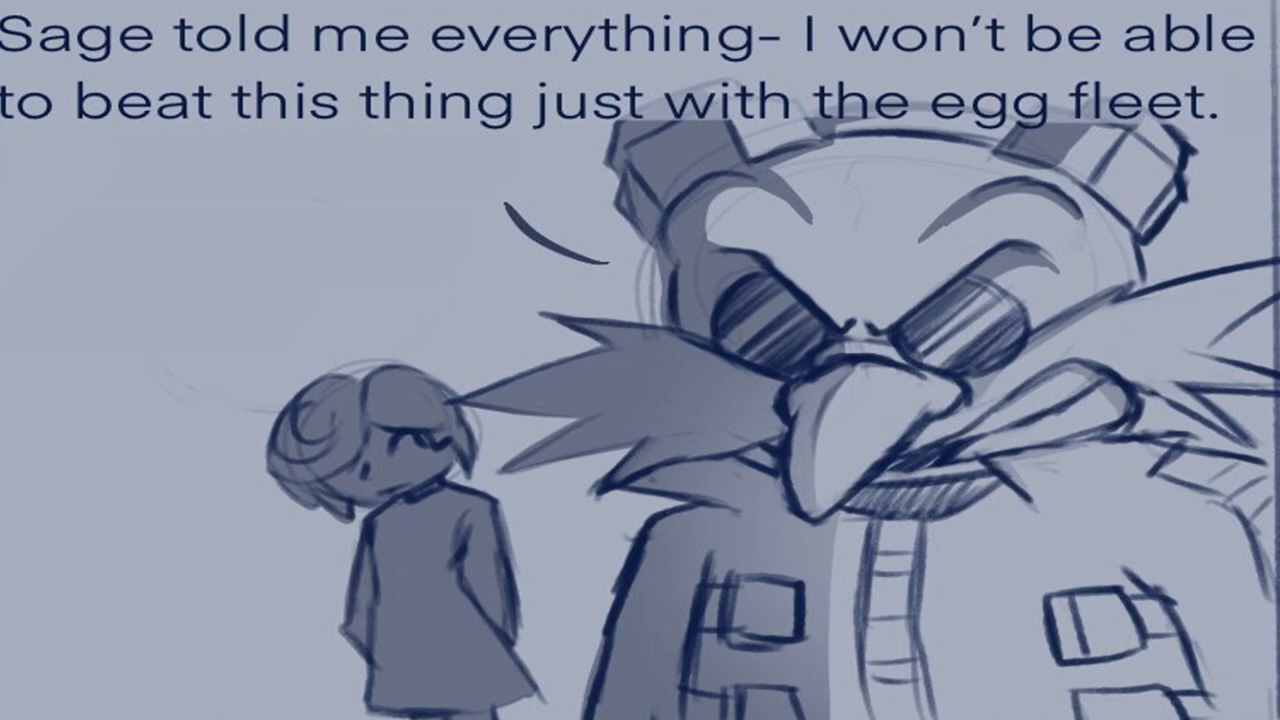 Sage told me everything- I won't be able
to beat this thing just with the egg fleet.